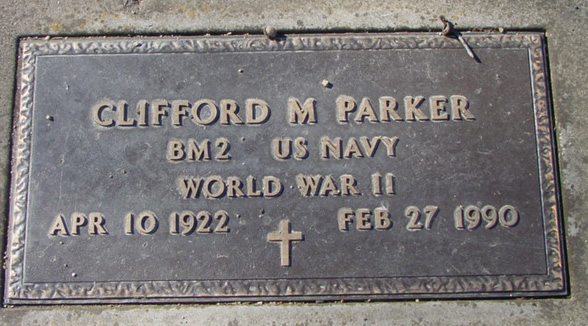 CLIFFORD M PARKER
BM2 US NAVY
WORLD WAR II
APR 10 1922 FEB 27 1990